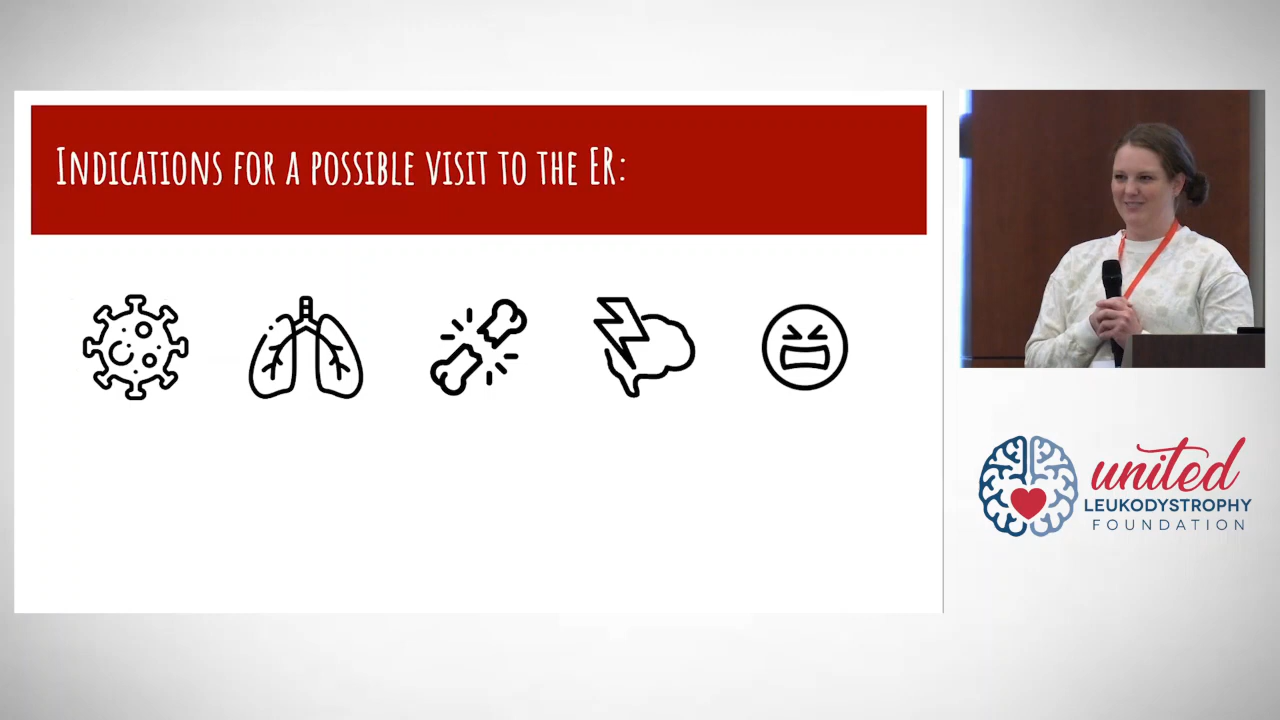 Indications for a possible visit to the ER:
united
LEUKODYSTROPHY
FOUNDATION